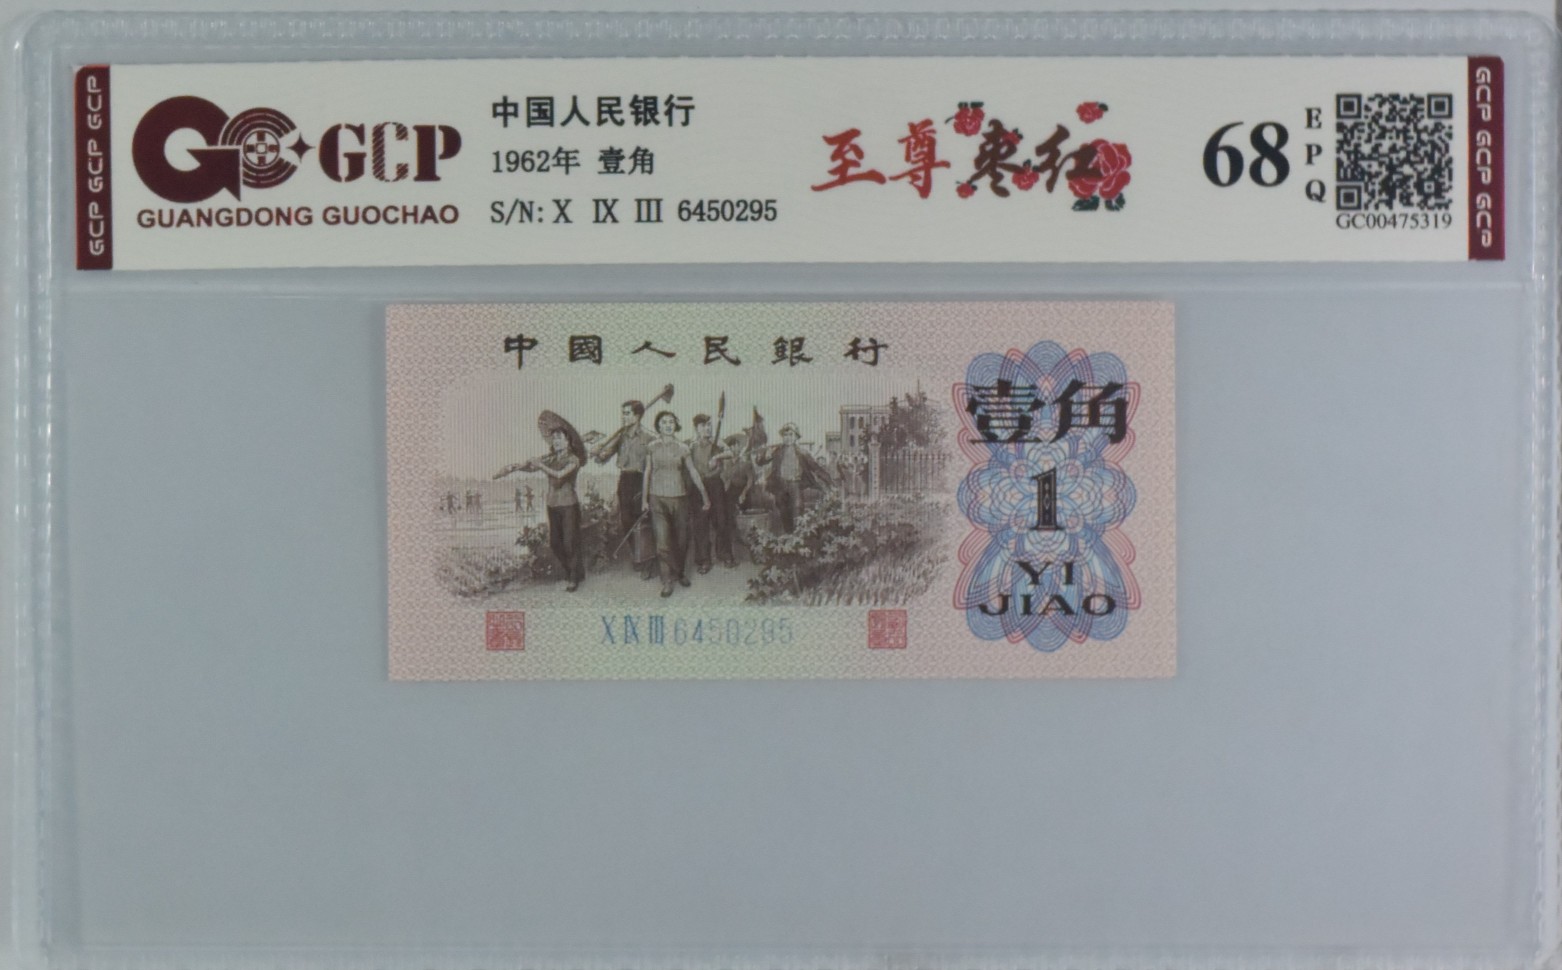 GCP GCP GCP
GCP
GUANGDONG GUOCHAO
中国人民银行
1962年 壹角
S/N: X IX III 6450295
至尊枣红
68
EPQ
GC00475319
GCP GCP GCP
中國人民銀行
壹角
1
YI
JIAO
X IX III 6450295